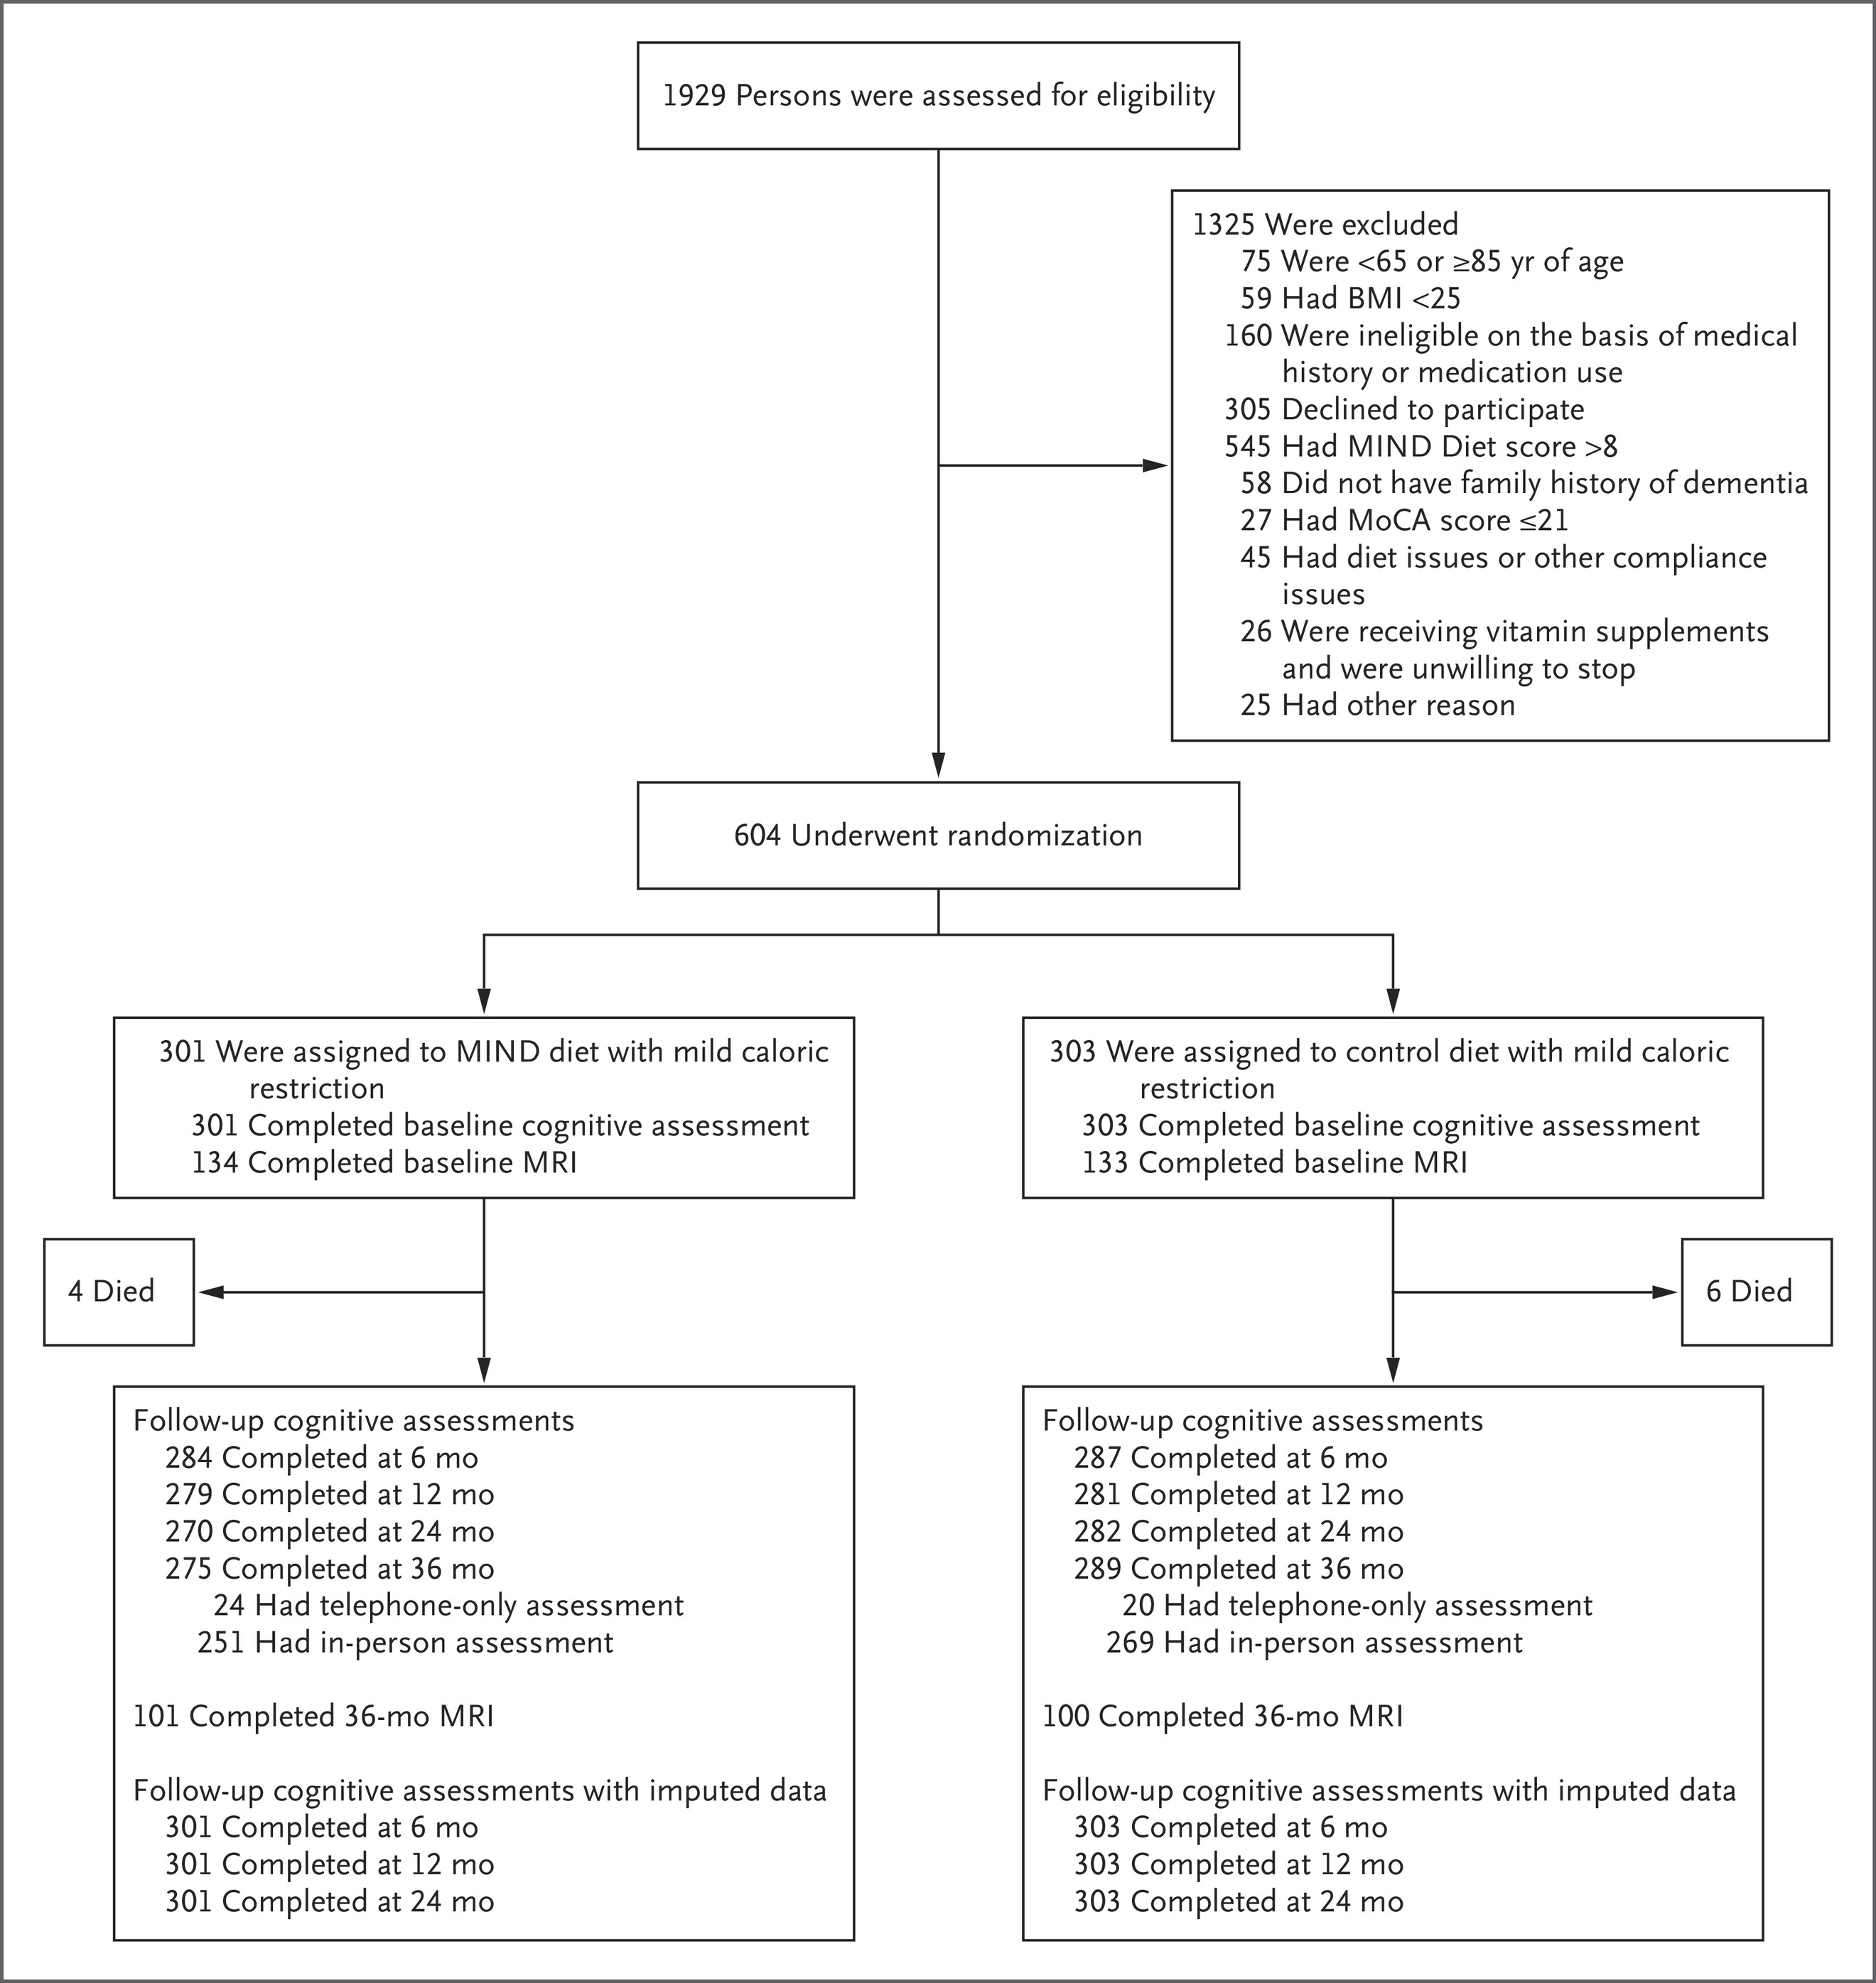 1929 Persons were assessed for eligibility
1325 Were excluded
75 Were <65 or ≥85 yr of age
59 Had BMI <25
160 Were ineligible on the basis of medical
history or medication use
305 Declined to participate
545 Had MIND Diet score >8
58 Did not have family history of dementia
27 Had MoCA score ≤21
45 Had diet issues or other compliance
issues
26 Were receiving vitamin supplements
and were unwilling to stop
25 Had other reason
604 Underwent randomization
301 Were assigned to MIND diet with mild caloric
restriction
301 Completed baseline cognitive assessment
134 Completed baseline MRI
303 Were assigned to control diet with mild caloric
restriction
303 Completed baseline cognitive assessment
133 Completed baseline MRI
4 Died
6 Died
Follow-up cognitive assessments
284 Completed at 6 mo
279 Completed at 12 mo
270 Completed at 24 mo
275 Completed at 36 mo
24 Had telephone-only assessment
251 Had in-person assessment
101 Completed 36-mo MRI
Follow-up cognitive assessments with imputed data
301 Completed at 6 mo
301 Completed at 12 mo
301 Completed at 24 mo
Follow-up cognitive assessments
287 Completed at 6 mo
281 Completed at 12 mo
282 Completed at 24 mo
289 Completed at 36 mo
20 Had telephone-only assessment
269 Had in-person assessment
100 Completed 36-mo MRI
Follow-up cognitive assessments with imputed data
303 Completed at 6 mo
303 Completed at 12 mo
303 Completed at 24 mo